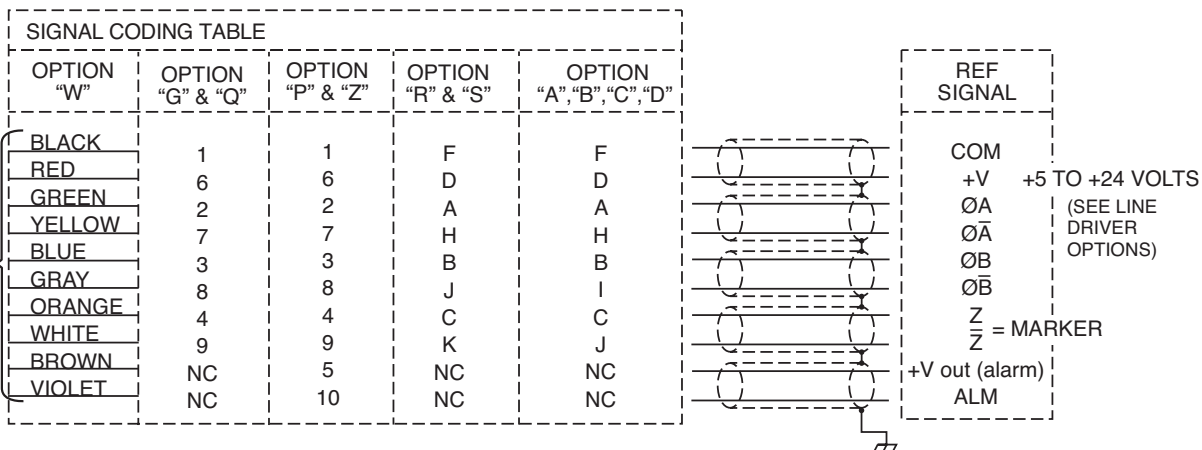 SIGNAL CODING TABLE
OPTION "W" OPTION "G" & "Q" OPTION "P" & "Z" OPTION "R" & "S" OPTION "A","B","C","D" REF SIGNAL
BLACK 1 1 F F COM
RED 6 6 D D +V +5 TO +24 VOLTS
GREEN 2 2 A A ØA (SEE LINE
YELLOW 7 7 H H ØA̅ DRIVER
BLUE 3 3 B B ØB OPTIONS)
GRAY 8 8 J I ØB̅
ORANGE 4 4 C C Z
WHITE 9 9 K J Z̅ = MARKER
BROWN NC 5 NC NC +V out (alarm)
VIOLET NC 10 NC NC ALM